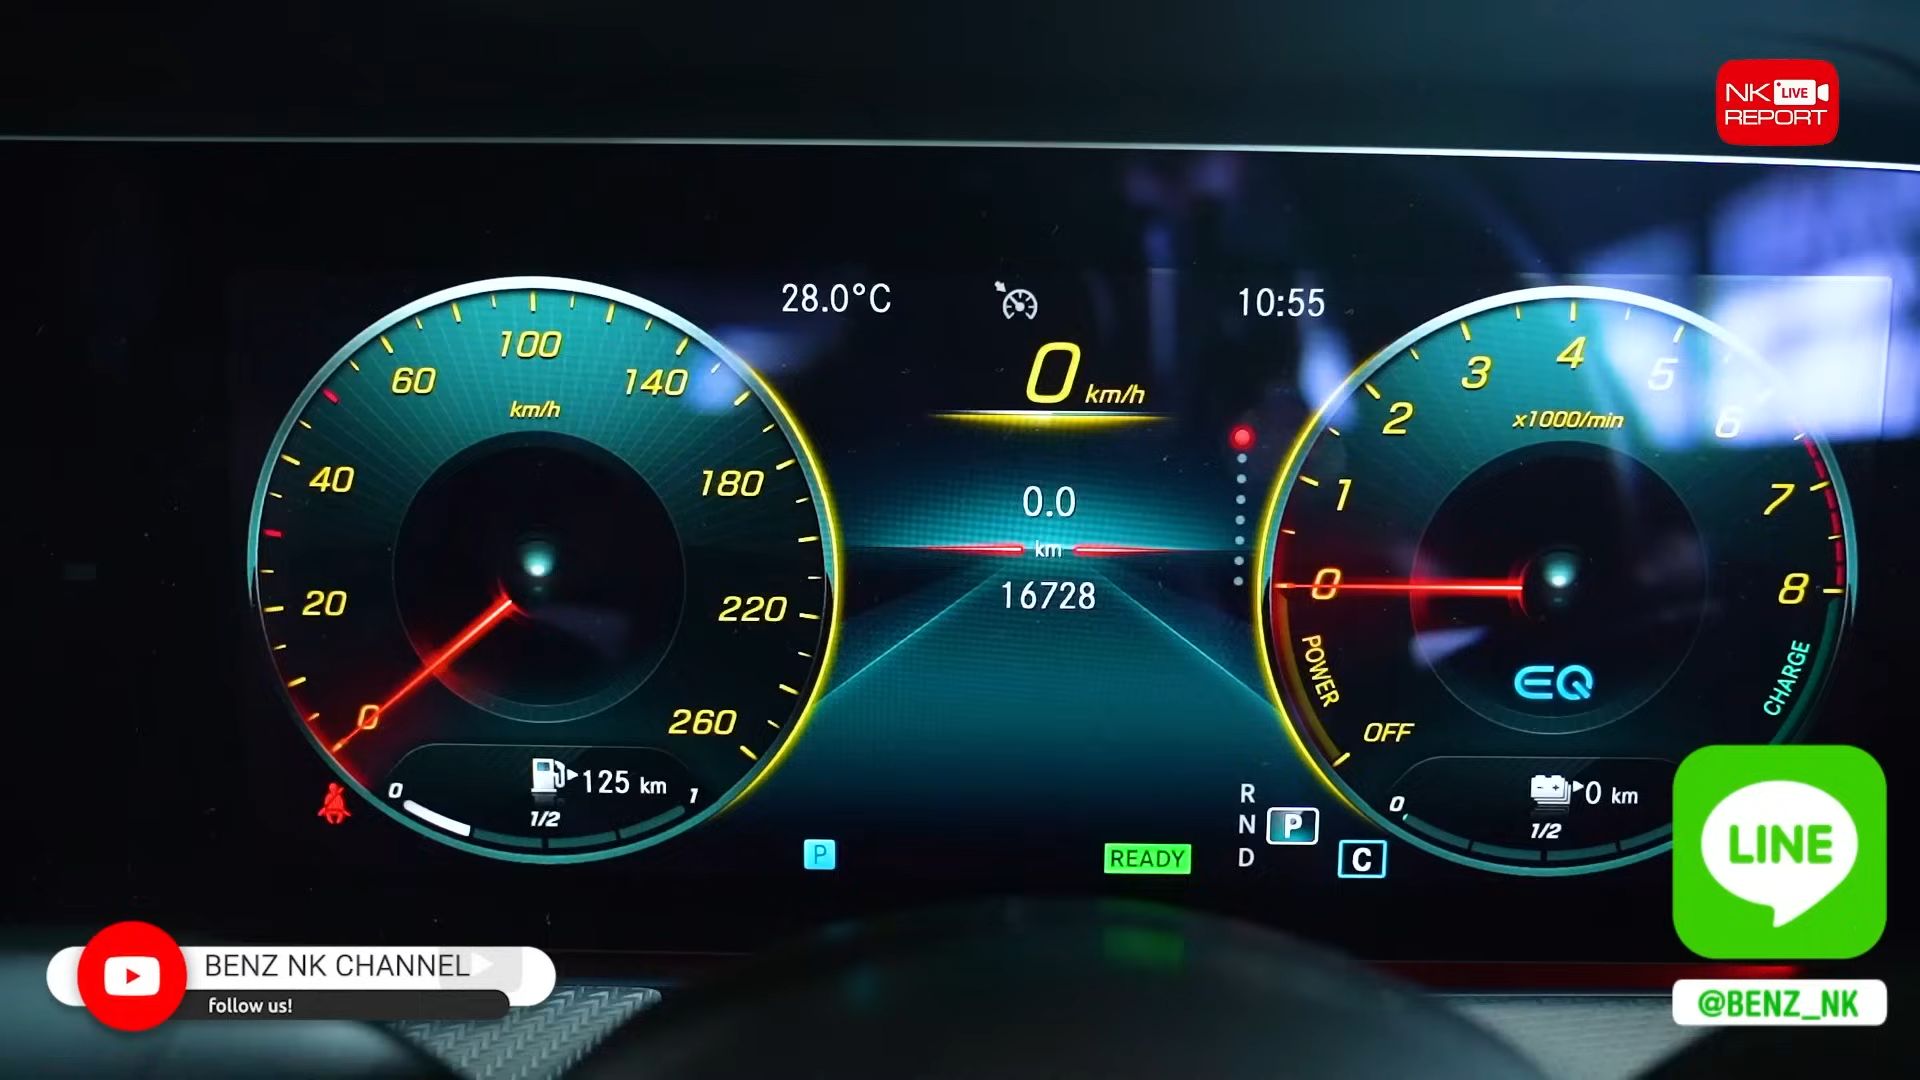 NK LIVE
REPORT
28.0°C
10:55
0 km/h
0.0
km
16728
0
20
40
60
100
140
180
220
260
km/h
0
1/2
1
125 km
P
READY
R
N
D
P
C
0
1
2
3
4
5
6
7
8
x1000/min
POWER
OFF
CHARGE
EQ
0
1/2
0 km
LINE
@BENZ_NK
BENZ NK CHANNEL
follow us!